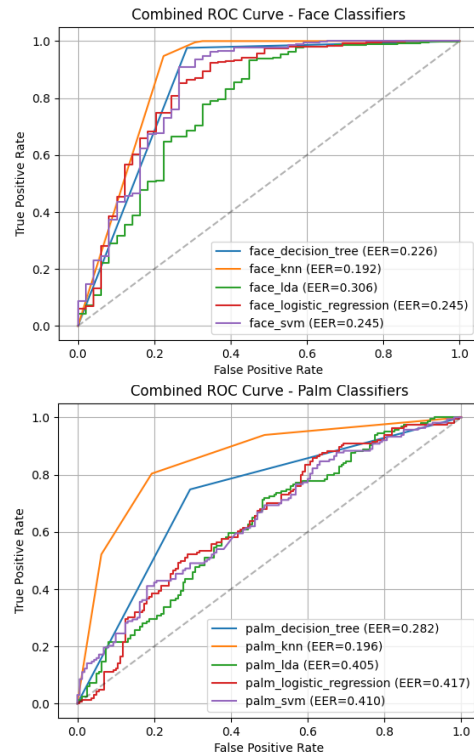 Combined ROC Curve - Face Classifiers
1.0
0.8
0.6
0.4
0.2
0.0
True Positive Rate
face_decision_tree (EER=0.226)
face_knn (EER=0.192)
face_lda (EER=0.306)
face_logistic_regression (EER=0.245)
face_svm (EER=0.245)
0.0 0.2 0.4 0.6 0.8 1.0
False Positive Rate
Combined ROC Curve - Palm Classifiers
1.0
0.8
0.6
0.4
0.2
0.0
True Positive Rate
palm_decision_tree (EER=0.282)
palm_knn (EER=0.196)
palm_lda (EER=0.405)
palm_logistic_regression (EER=0.417)
palm_svm (EER=0.410)
0.0 0.2 0.4 0.6 0.8 1.0
False Positive Rate